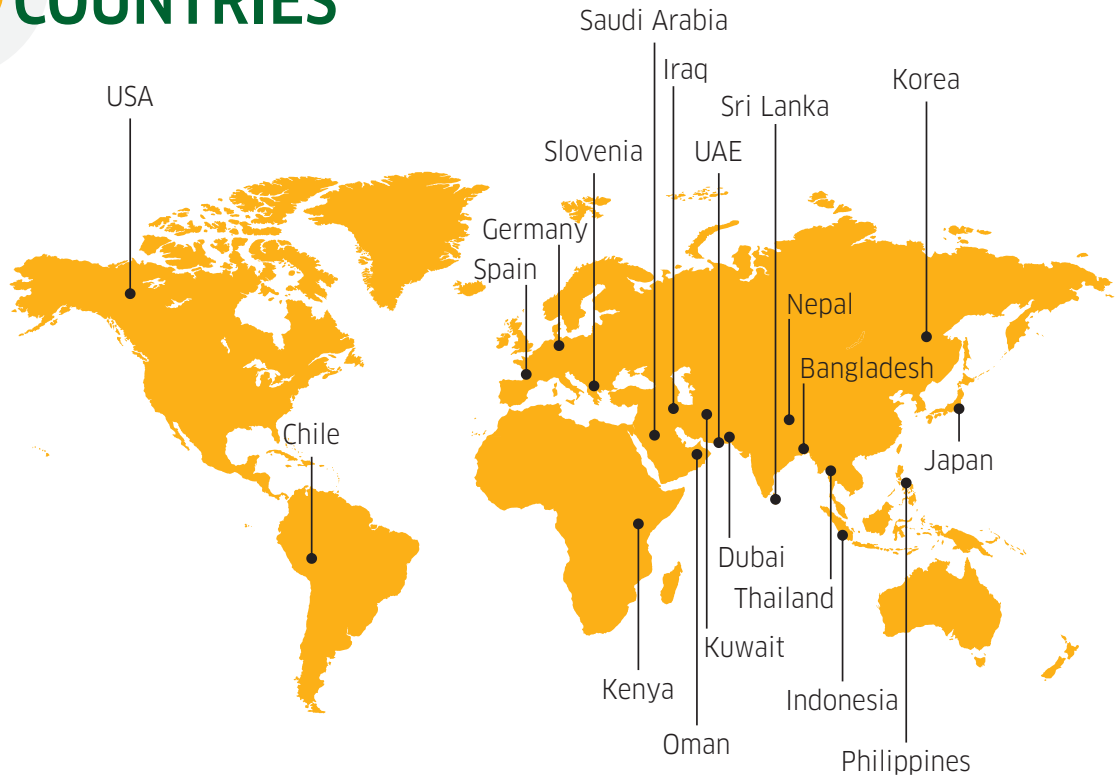 COUNTRIES
Saudi Arabia
Iraq
Korea
USA
Sri Lanka
Slovenia
UAE
Germany
Spain
Nepal
Bangladesh
Chile
Japan
Dubai
Thailand
Kuwait
Kenya
Indonesia
Oman
Philippines